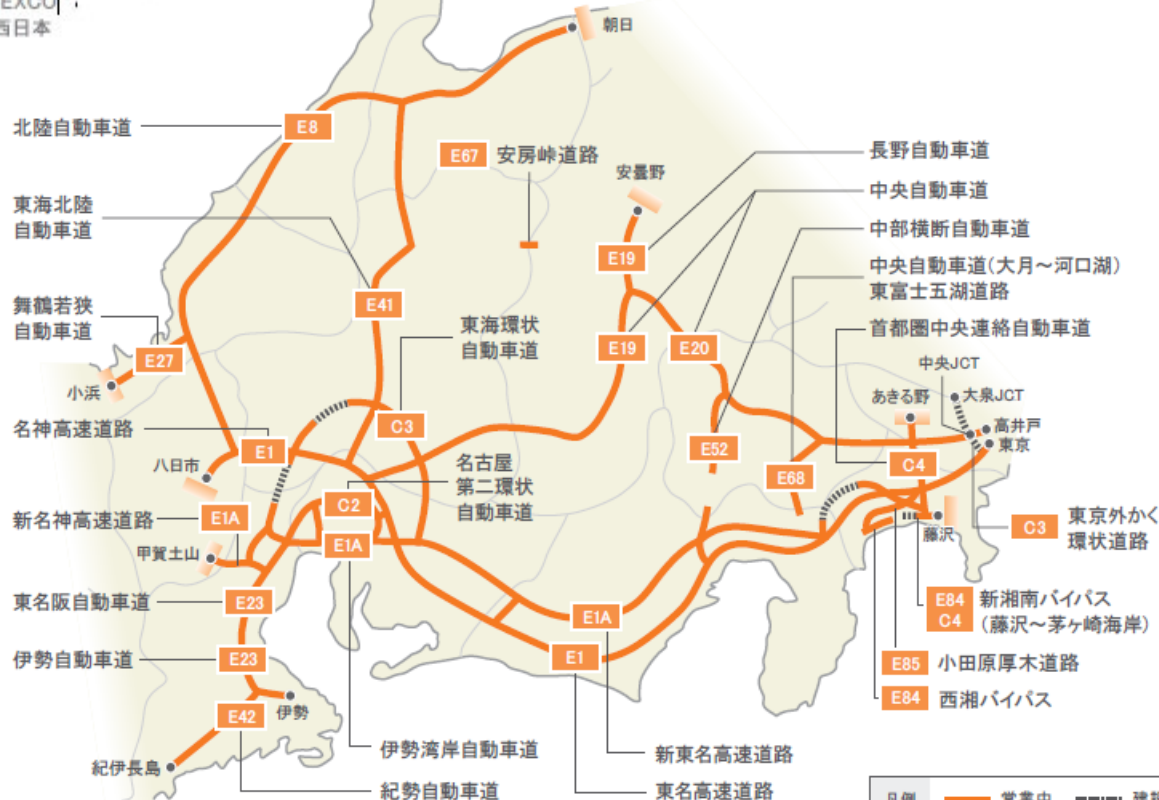 EXCO
西日本
朝日
北陸自動車道
E8
E67 安房峠道路
安曇野
長野自動車道
中央自動車道
東海北陸
自動車道
中部横断自動車道
E19
中央自動車道(大月～河口湖)
東富士五湖道路
舞鶴若狭
自動車道
E41
東海環状
自動車道
首都圏中央連絡自動車道
E27
E19
E20
中央JCT
小浜
あきる野
大泉JCT
名神高速道路
C3
高井戸
東京
E1
E52
八日市
名古屋
第二環状
自動車道
C4
E68
新名神高速道路
E1A
C2
甲賀土山
E1A
藤沢
C3 東京外かく
環状道路
東名阪自動車道
E23
E1A
E84
C4
新湘南バイパス
(藤沢～茅ヶ崎海岸)
伊勢自動車道
E23
E1
E85 小田原厚木道路
伊勢
E84 西湘バイパス
E42
紀伊長島
伊勢湾岸自動車道
新東名高速道路
紀勢自動車道
東名高速道路